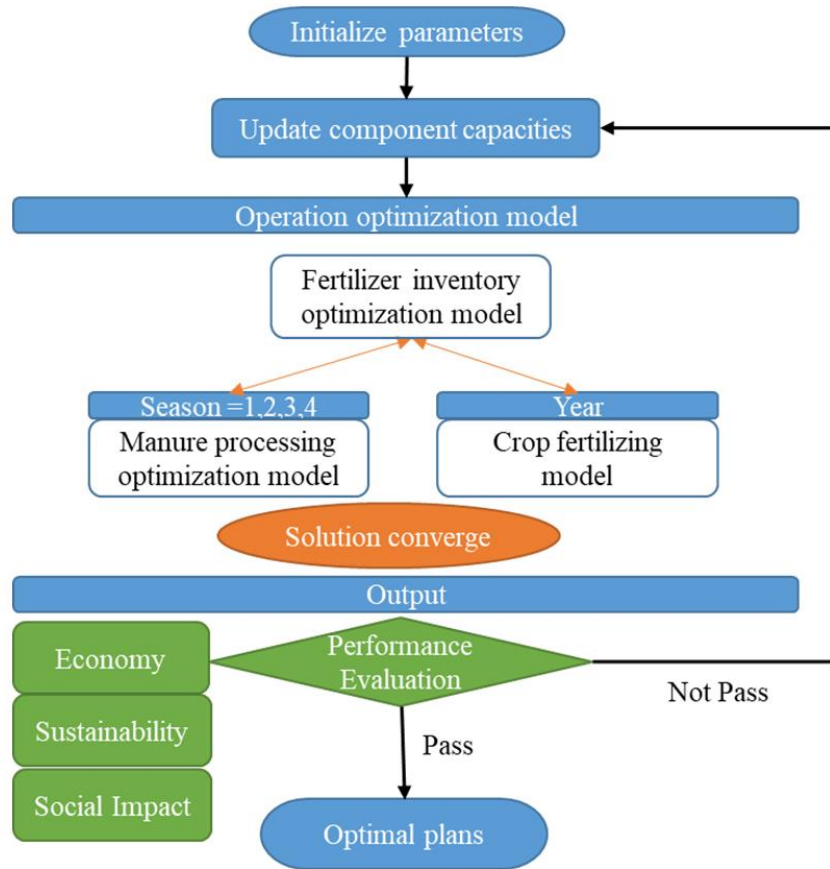 Initialize parameters
Update component capacities
Operation optimization model
Fertilizer inventory
optimization model
Season =1,2,3,4
Manure processing
optimization model
Year
Crop fertilizing
model
Solution converge
Output
Economy
Sustainability
Social Impact
Performance
Evaluation
Not Pass
Pass
Optimal plans